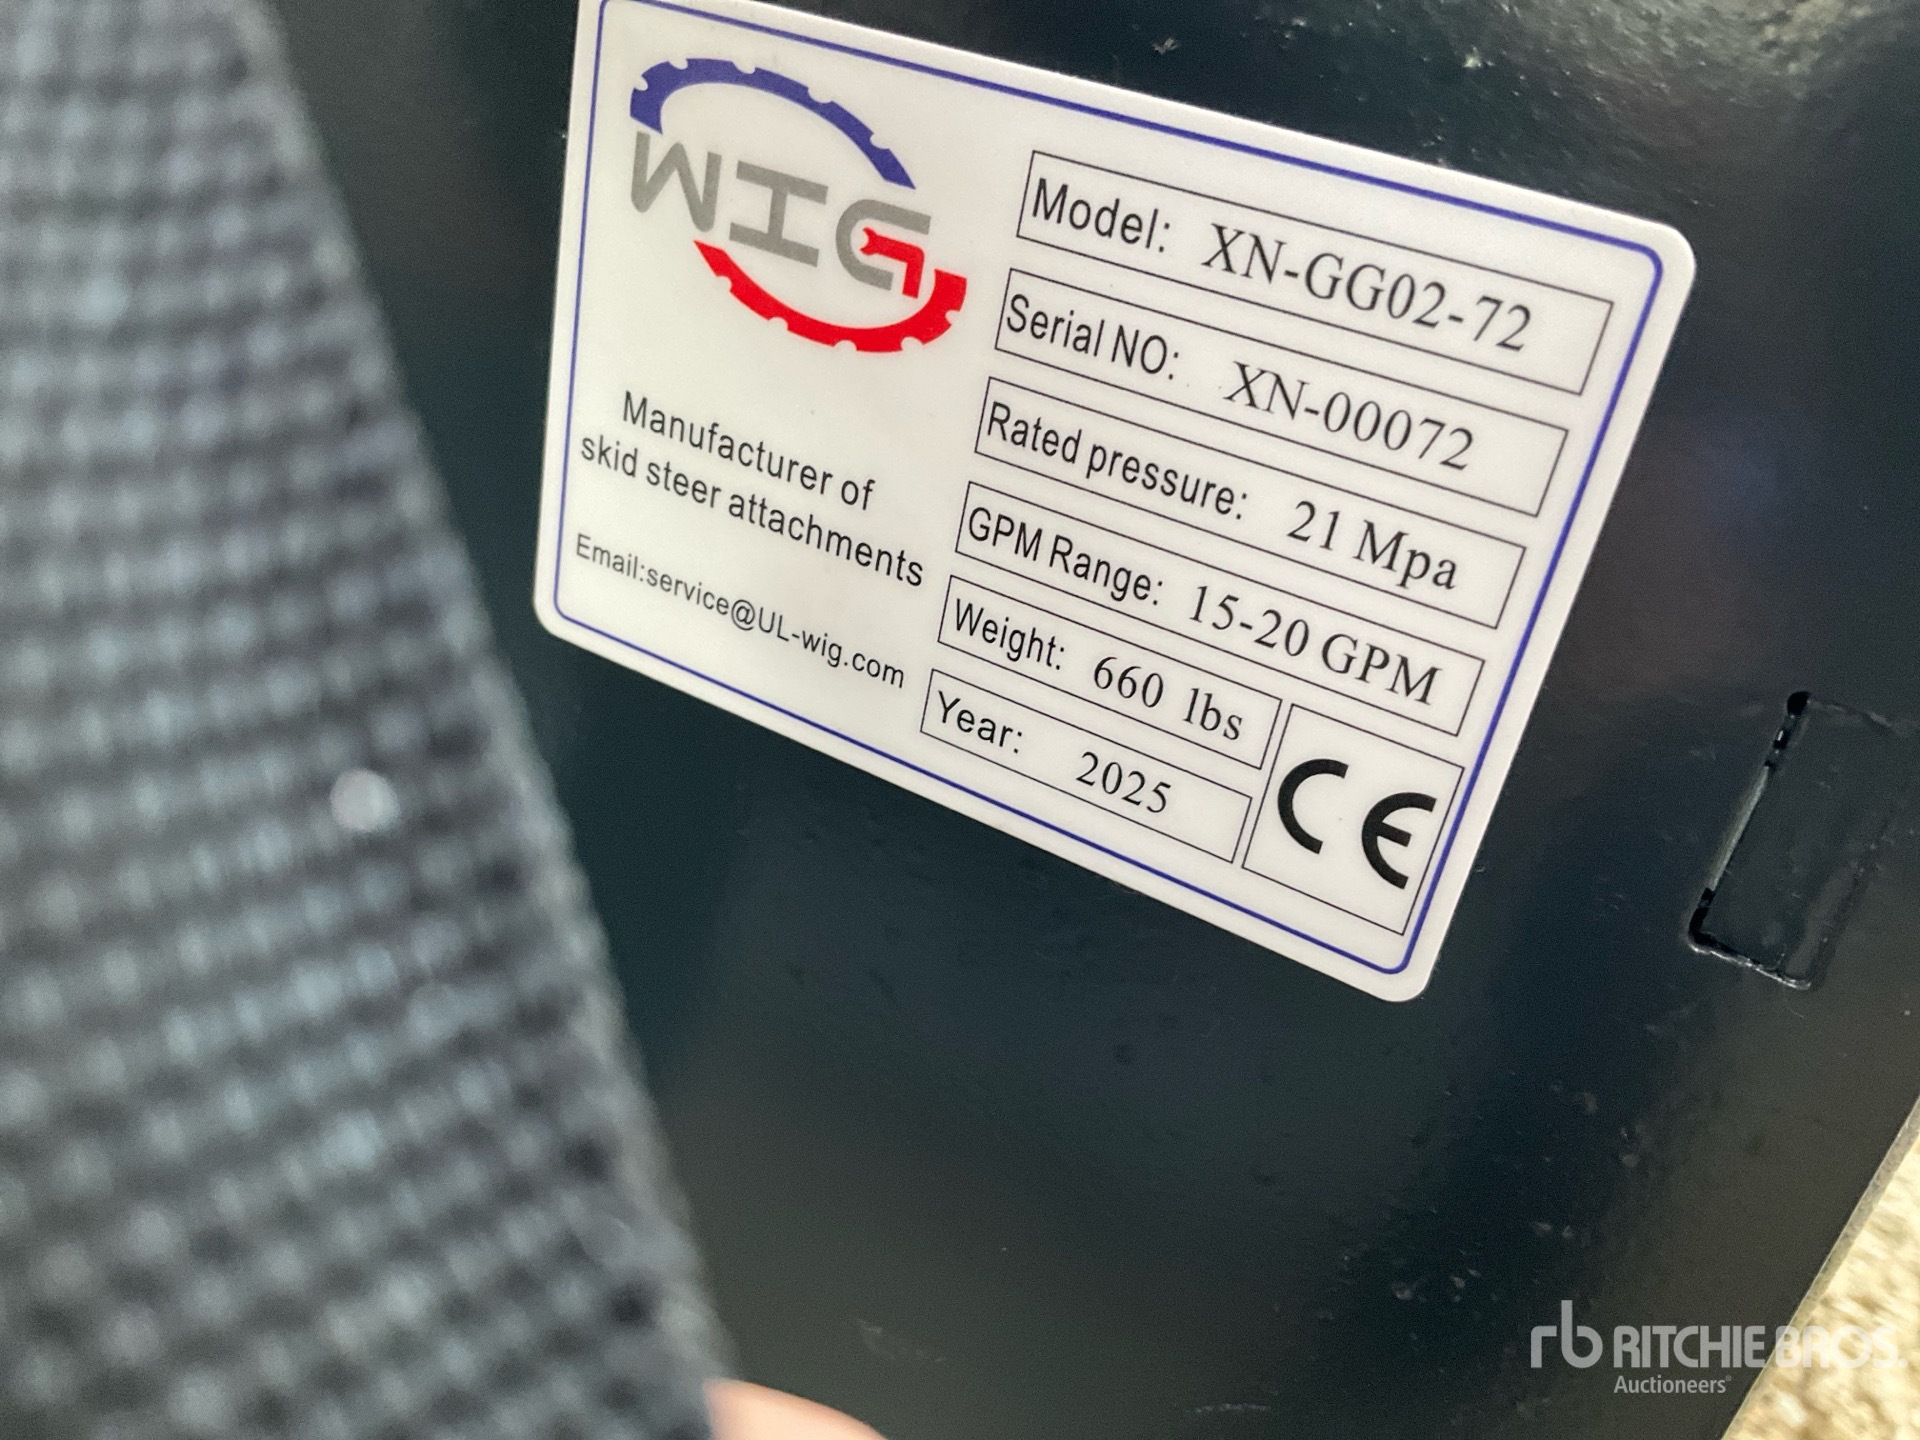 WIG
Manufacturer of
skid steer attachments
Email:service@UL-wig.com
Model: XN-GG02-72
Serial NO: XN-00072
Rated pressure: 21 Mpa
GPM Range: 15-20 GPM
Weight: 660 lbs
Year: 2025
CE
rb RITCHIE BROS.
Auctioneers®